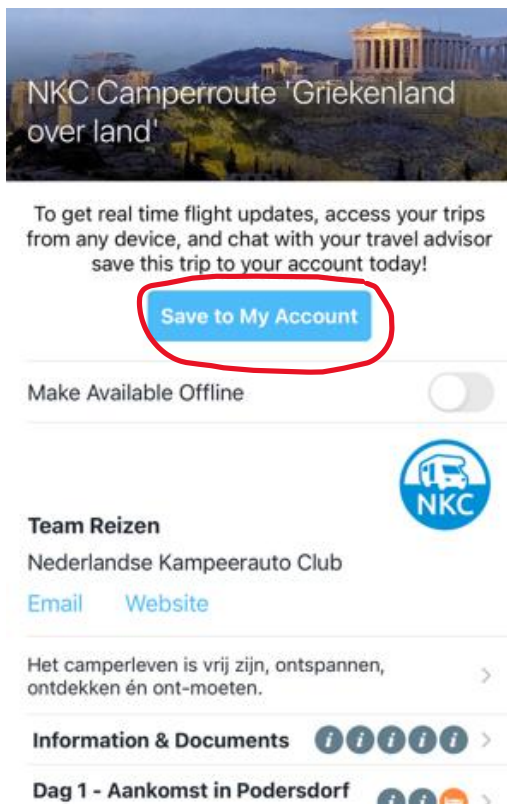 NKC Camperroute 'Griekenland
over land'
To get real time flight updates, access your trips
from any device, and chat with your travel advisor
save this trip to your account today!
Save to My Account
Make Available Offline
NKC
Team Reizen
Nederlandse Kampeerauto Club
Email Website
Het camperleven is vrij zijn, ontspannen,
ontdekken én ont-moeten.
Information & Documents i i i i i
Dag 1 - Aankomst in Podersdorf i i